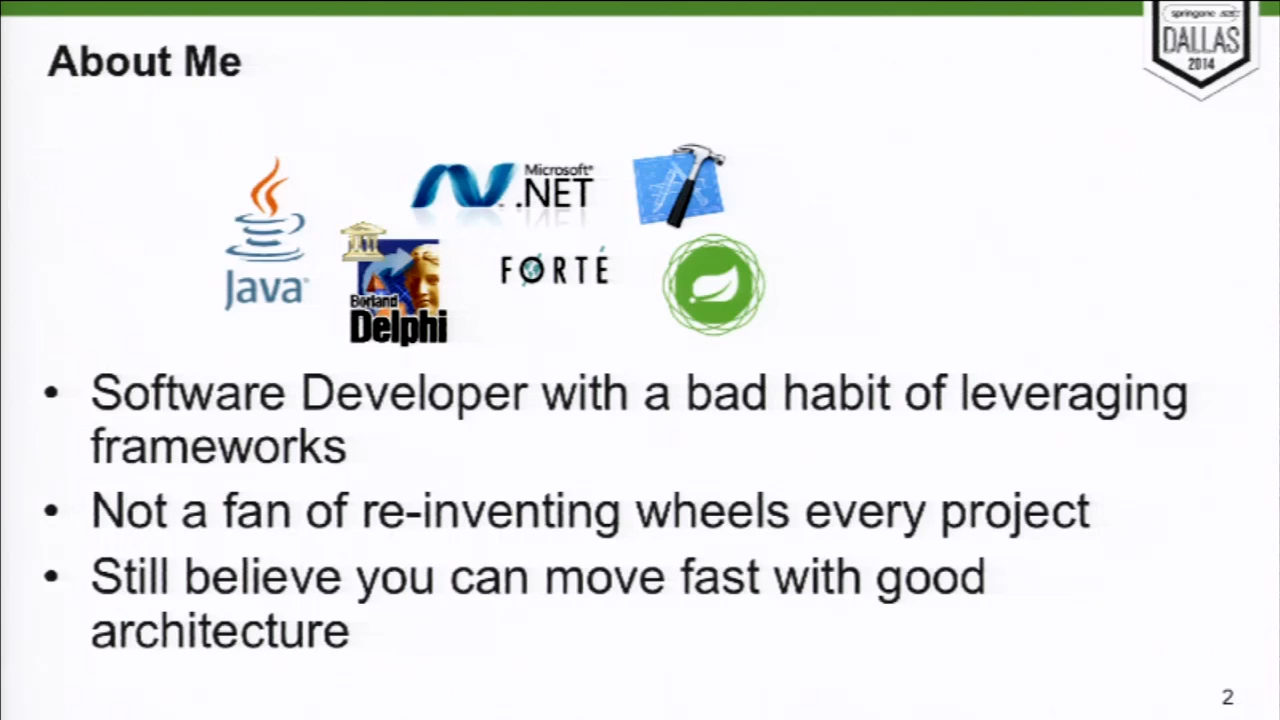 springone 2GX
DALLAS
2014
About Me
Microsoft®
.NET
Java
FORTÉ
Borland
Delphi
• Software Developer with a bad habit of leveraging
frameworks
• Not a fan of re-inventing wheels every project
• Still believe you can move fast with good
architecture
2